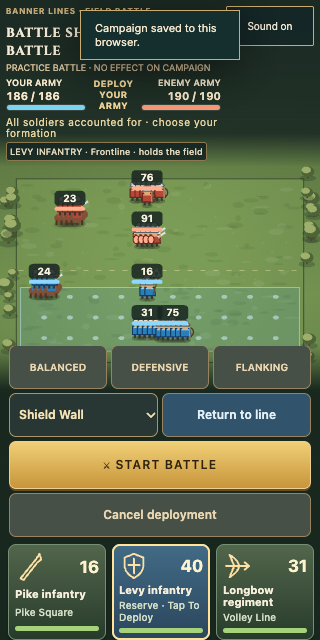 BANNER LINES · FIELD BATTLE
Campaign saved to this
browser.
Sound on
BATTLE SH
BATTLE
PRACTICE BATTLE · NO EFFECT ON CAMPAIGN
YOUR ARMY
186 / 186
DEPLOY
YOUR
ARMY
ENEMY ARMY
190 / 190
All soldiers accounted for · choose your
formation
LEVY INFANTRY · Frontline · holds the field
76
23
91
24
16
31
75
BALANCED
DEFENSIVE
FLANKING
Shield Wall
Return to line
⚔ START BATTLE
Cancel deployment
16
Pike infantry
Pike Square
40
Levy infantry
Reserve · Tap To
Deploy
31
Longbow
regiment
Volley Line